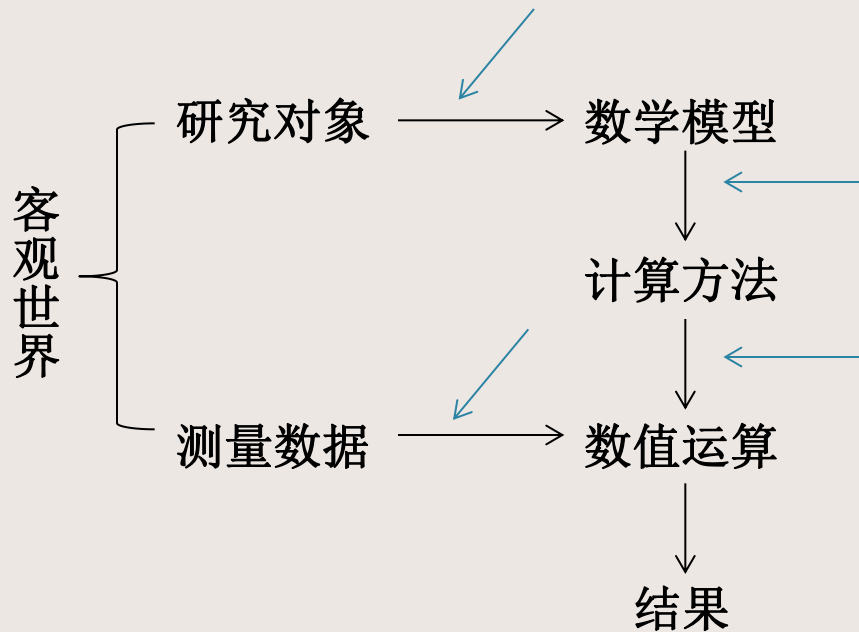 研究对象
数学模型
客观世界
计算方法
测量数据
数值运算
结果